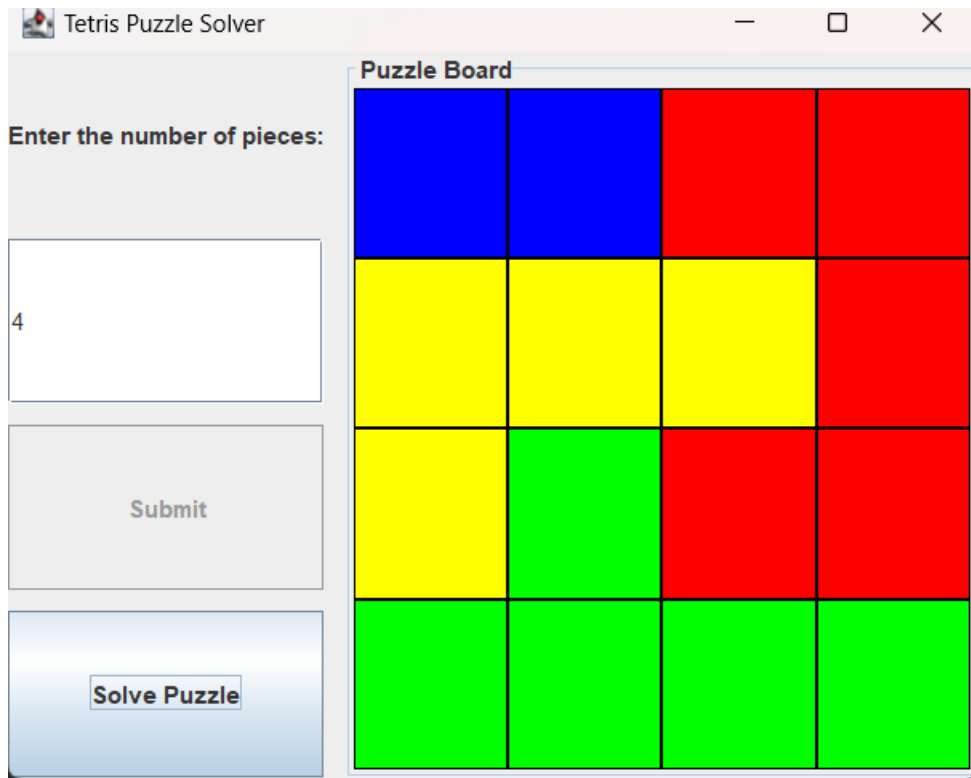 Tetris Puzzle Solver
Puzzle Board
Enter the number of pieces:
4
Submit
Solve Puzzle